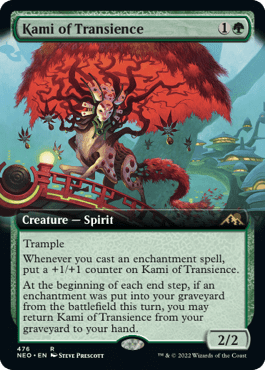 Kami of Transience 1
Creature — Spirit
Trample
Whenever you cast an enchantment spell,
put a +1/+1 counter on Kami of Transience.
At the beginning of each end step, if an
enchantment was put into your graveyard
from the battlefield this turn, you may
return Kami of Transience from your
graveyard to your hand.
2/2
476 R
NEO • EN Steve Prescott ™ & © 2022 Wizards of the Coast